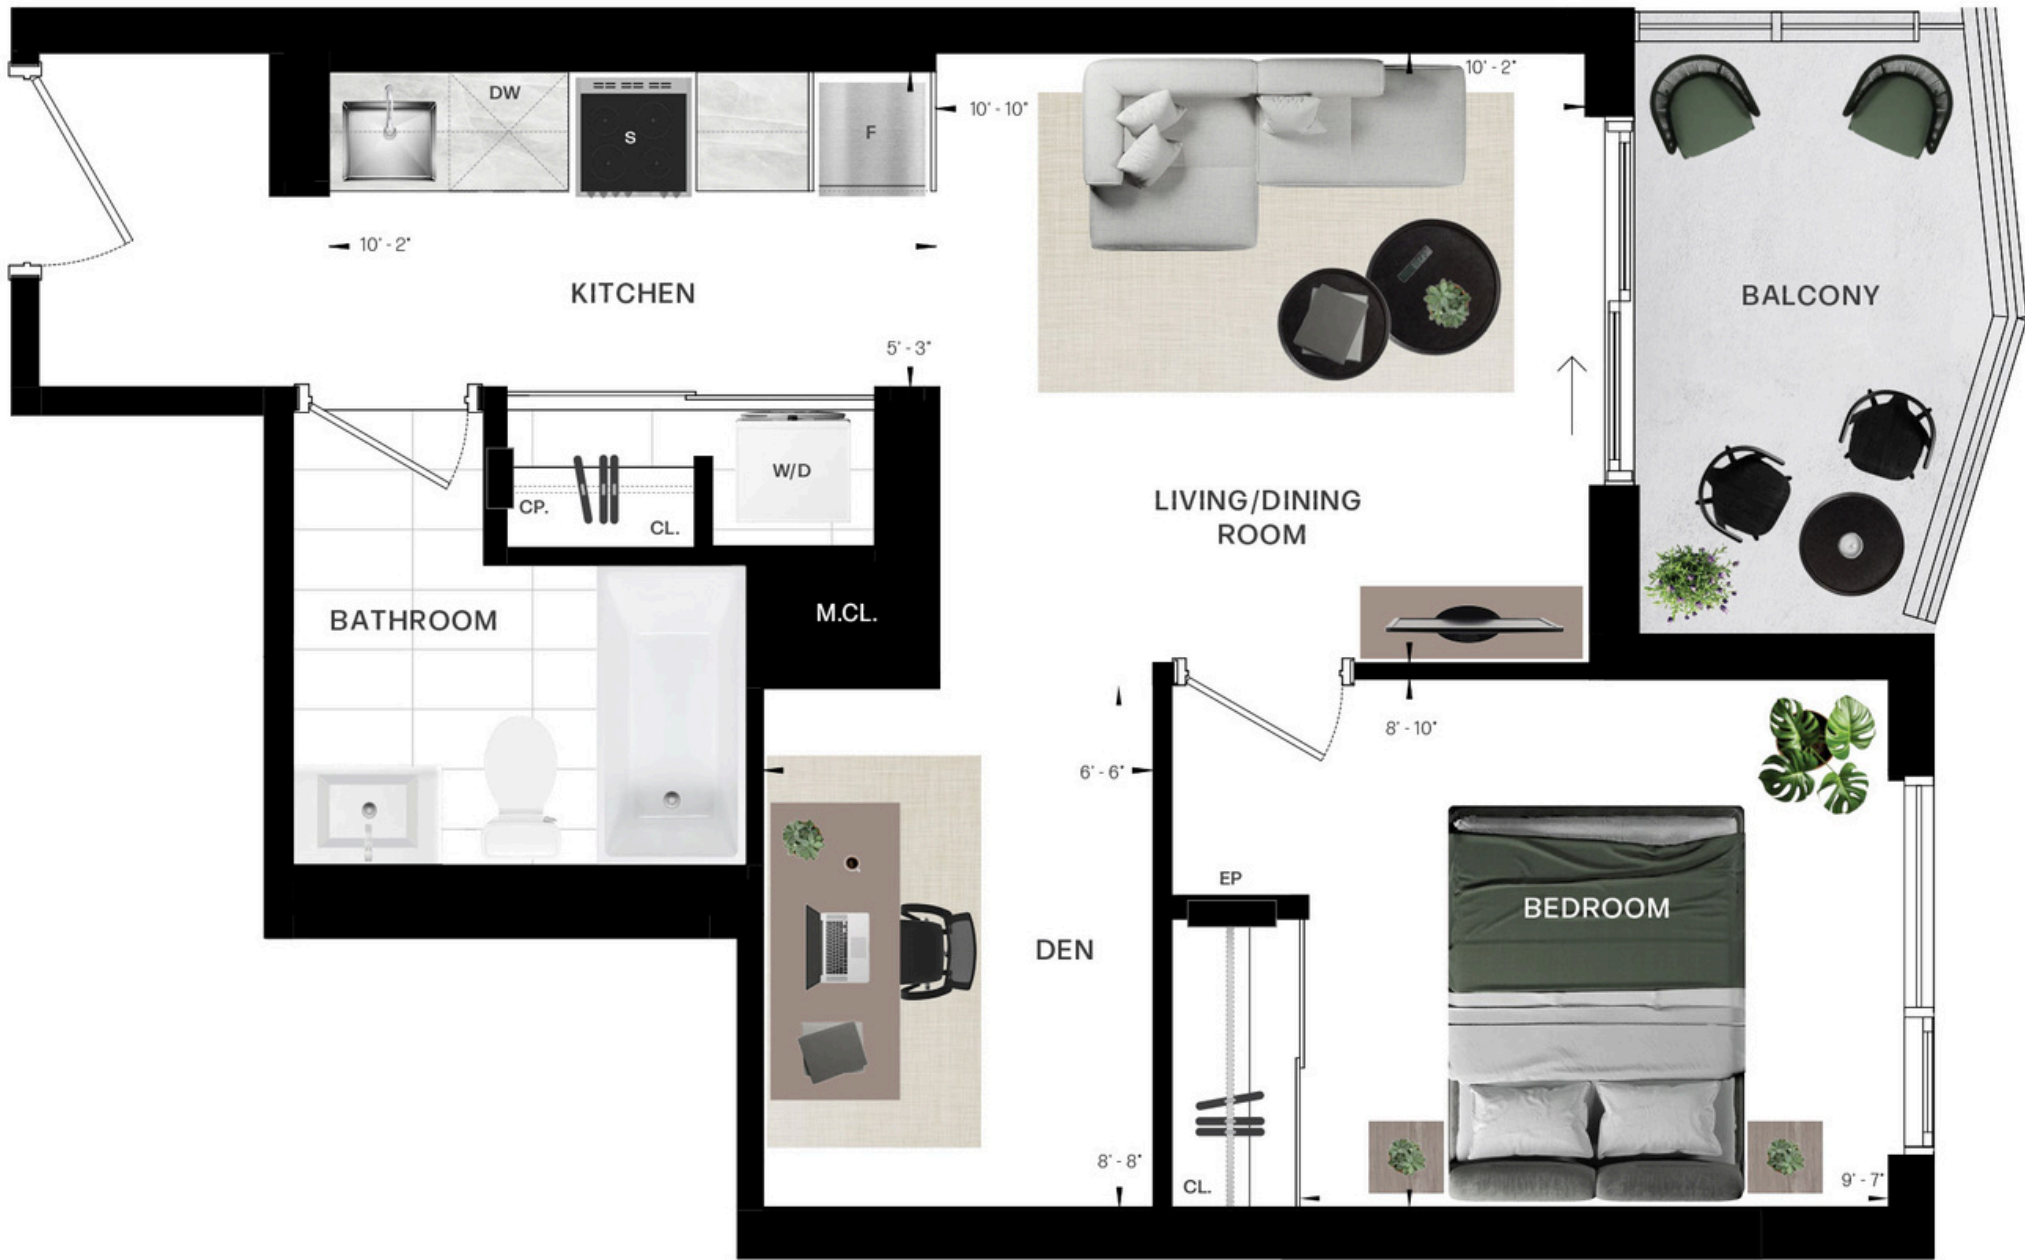 DW
S
F
10' - 10"
10' - 2"
10' - 2"
KITCHEN
BALCONY
5' - 3"
W/D
CP.
CL.
LIVING/DINING
ROOM
BATHROOM
M.CL.
8' - 10"
6' - 6"
EP
BEDROOM
DEN
8' - 8"
CL.
9' - 7"